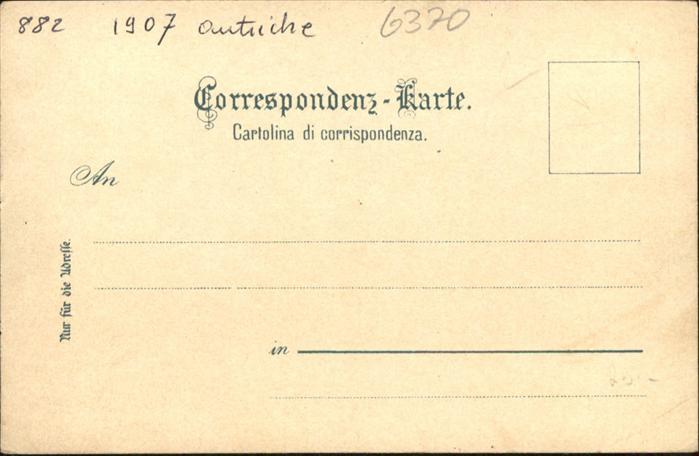 882 1907 autriche 6370
Correspondenz-Karte.
Cartolina di corrispondenza.
An
Nur für die Adresse.
in